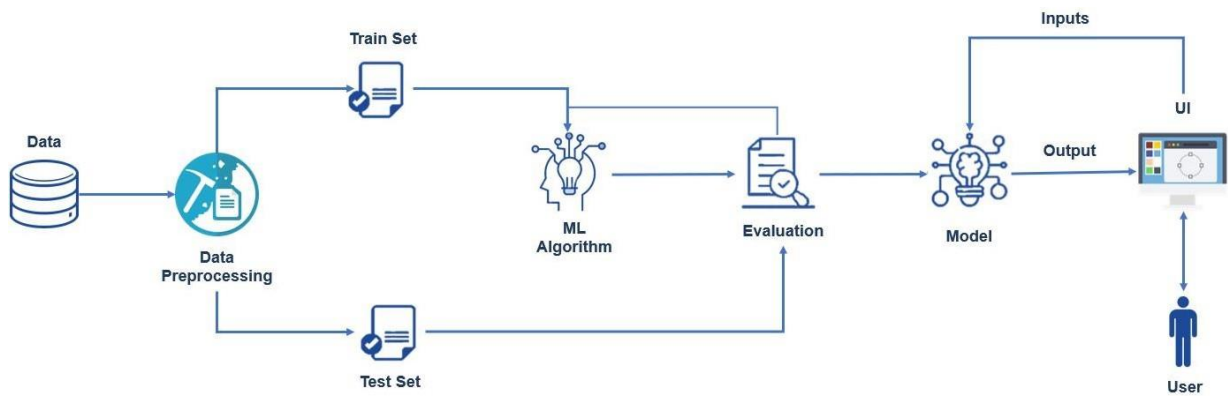 Data
Data
Preprocessing
Train Set
Test Set
ML
Algorithm
Evaluation
Model
Inputs
Output
UI
User